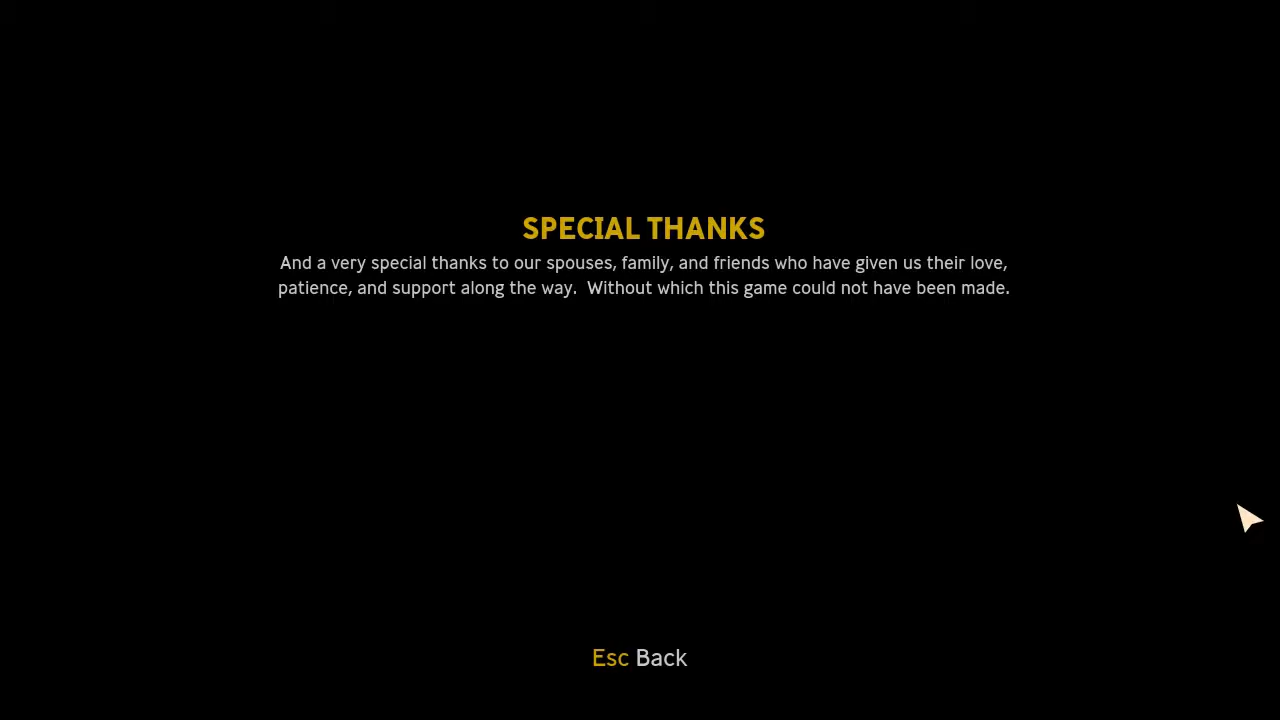 SPECIAL THANKS
And a very special thanks to our spouses, family, and friends who have given us their love,
patience, and support along the way.  Without which this game could not have been made.
Esc Back